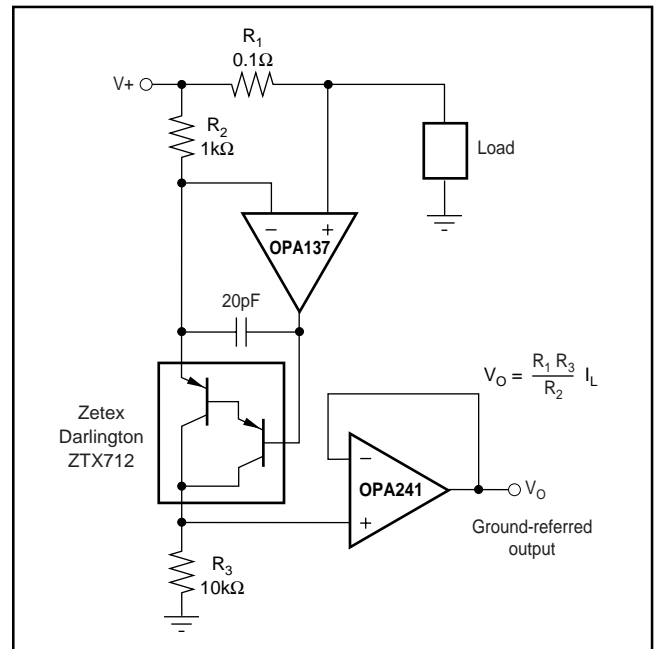 R1
0.1Ω
V+
R2
1kΩ
Load
− +
OPA137
20pF
VO = R1 R3 / R2 IL
Zetex
Darlington
ZTX712
−
OPA241
+
VO
Ground-referred
output
R3
10kΩ